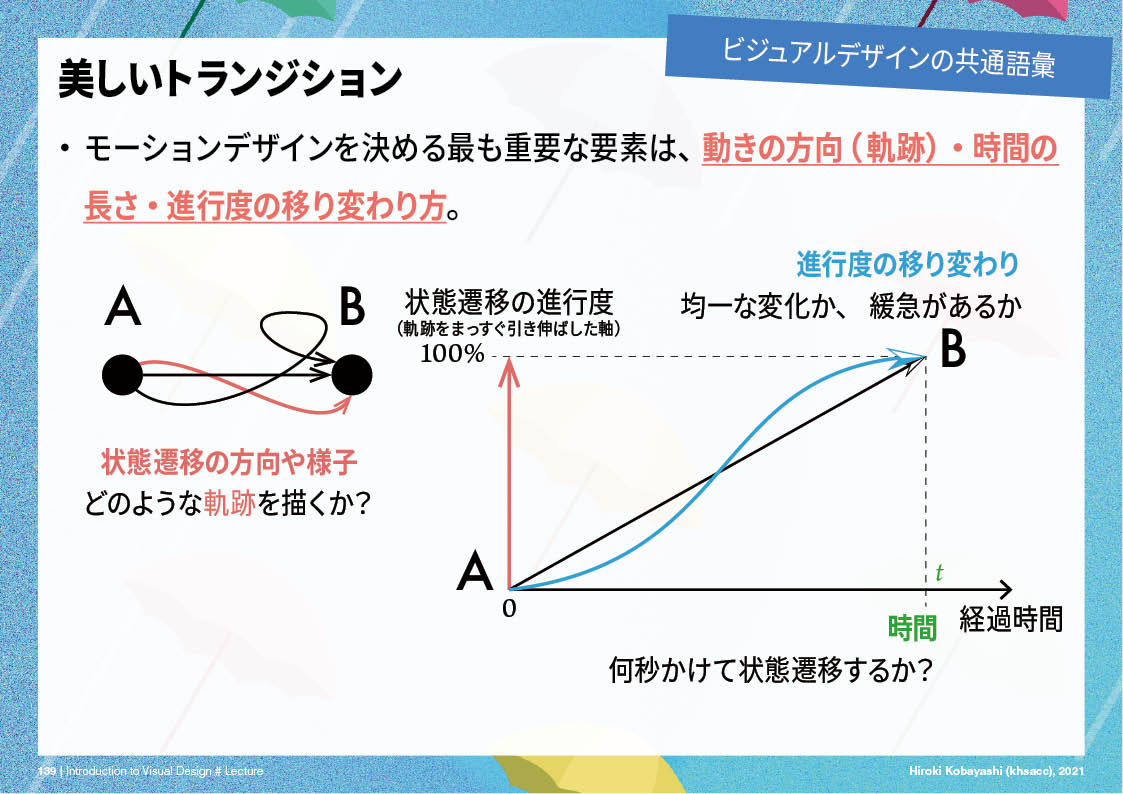 ビジュアルデザインの共通語彙
美しいトランジション
• モーションデザインを決める最も重要な要素は、動きの方向（軌跡）・時間の
長さ・進行度の移り変わり方。
A
B
状態遷移の方向や様子
どのような軌跡を描くか？
進行度の移り変わり
均一な変化か、緩急があるか
状態遷移の進行度
（軌跡をまっすぐ引き伸ばした軸）
100%
B
A
0
t
時間
経過時間
何秒かけて状態遷移するか？
139 | Introduction to Visual Design # Lecture
Hiroki Kobayashi (khsacc), 2021